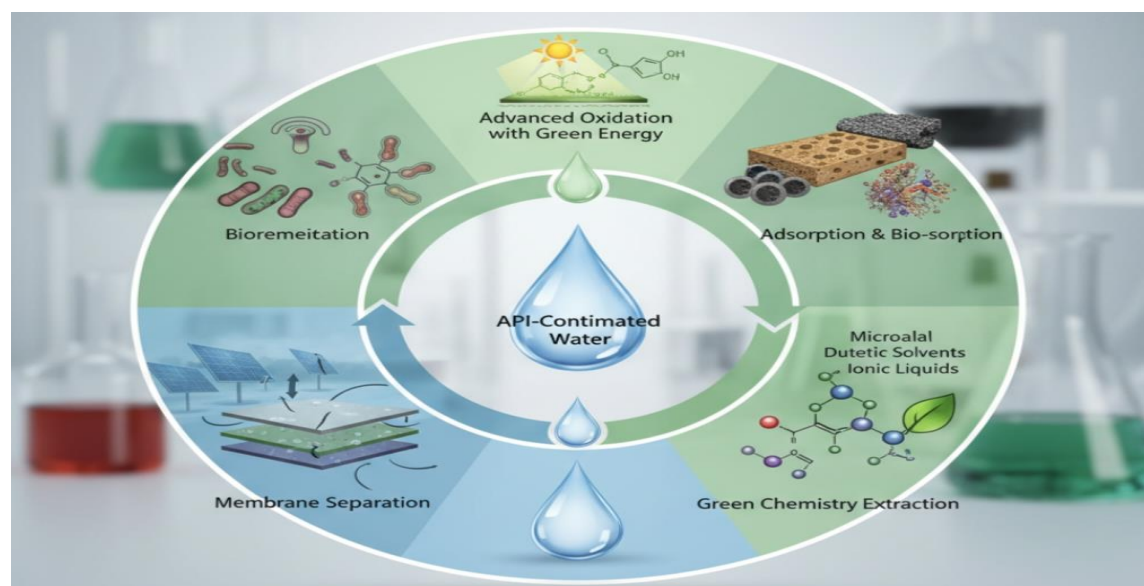 OH
Advanced Oxidation
with Green Energy
Bioremeitation
Adsorption & Bio-sorption
API-Contimated
Water
Microalal
Dutetic Solvents
Ionic Liquids
Membrane Separation
Green Chemistry Extraction